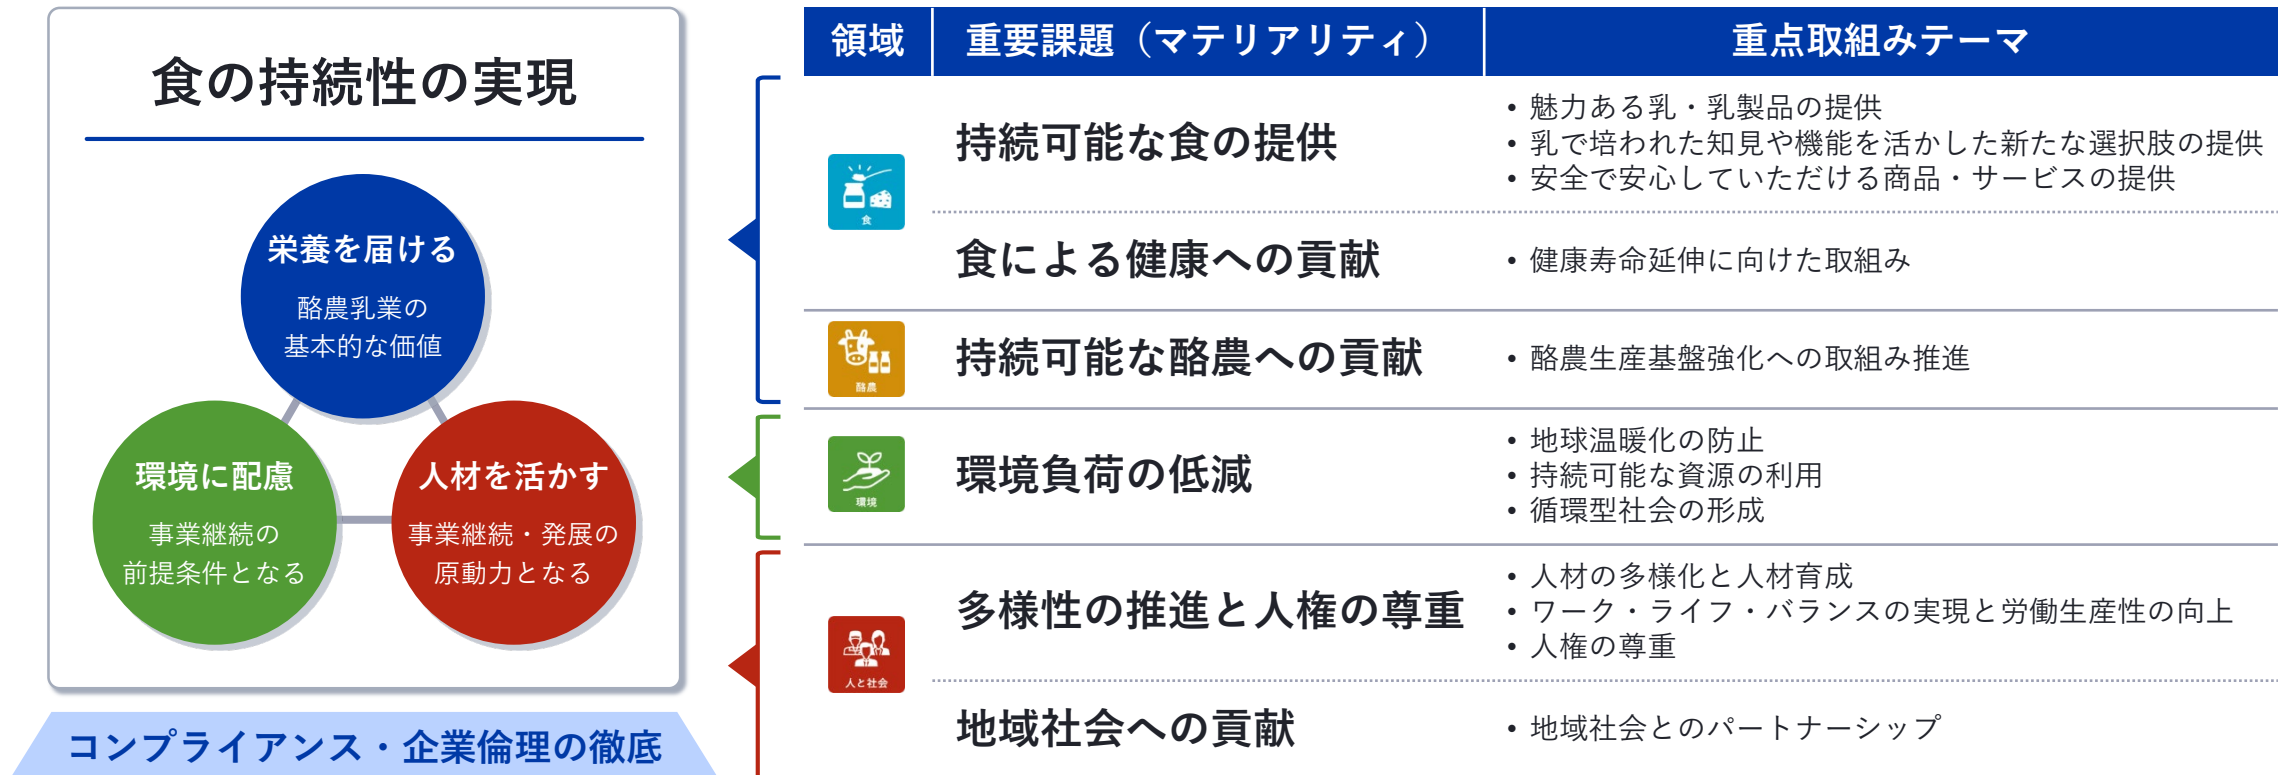 食の持続性の実現
栄養を届ける
酪農乳業の
基本的な価値
環境に配慮
事業継続の
前提条件となる
人材を活かす
事業継続・発展の
原動力となる
コンプライアンス・企業倫理の徹底
領域 重要課題（マテリアリティ） 重点取組みテーマ
食
持続可能な食の提供
• 魅力ある乳・乳製品の提供
• 乳で培われた知見や機能を活かした新たな選択肢の提供
• 安全で安心していただける商品・サービスの提供
食による健康への貢献
• 健康寿命延伸に向けた取組み
酪農
持続可能な酪農への貢献
• 酪農生産基盤強化への取組み推進
環境
環境負荷の低減
• 地球温暖化の防止
• 持続可能な資源の利用
• 循環型社会の形成
人と社会
多様性の推進と人権の尊重
• 人材の多様化と人材育成
• ワーク・ライフ・バランスの実現と労働生産性の向上
• 人権の尊重
地域社会への貢献
• 地域社会とのパートナーシップ